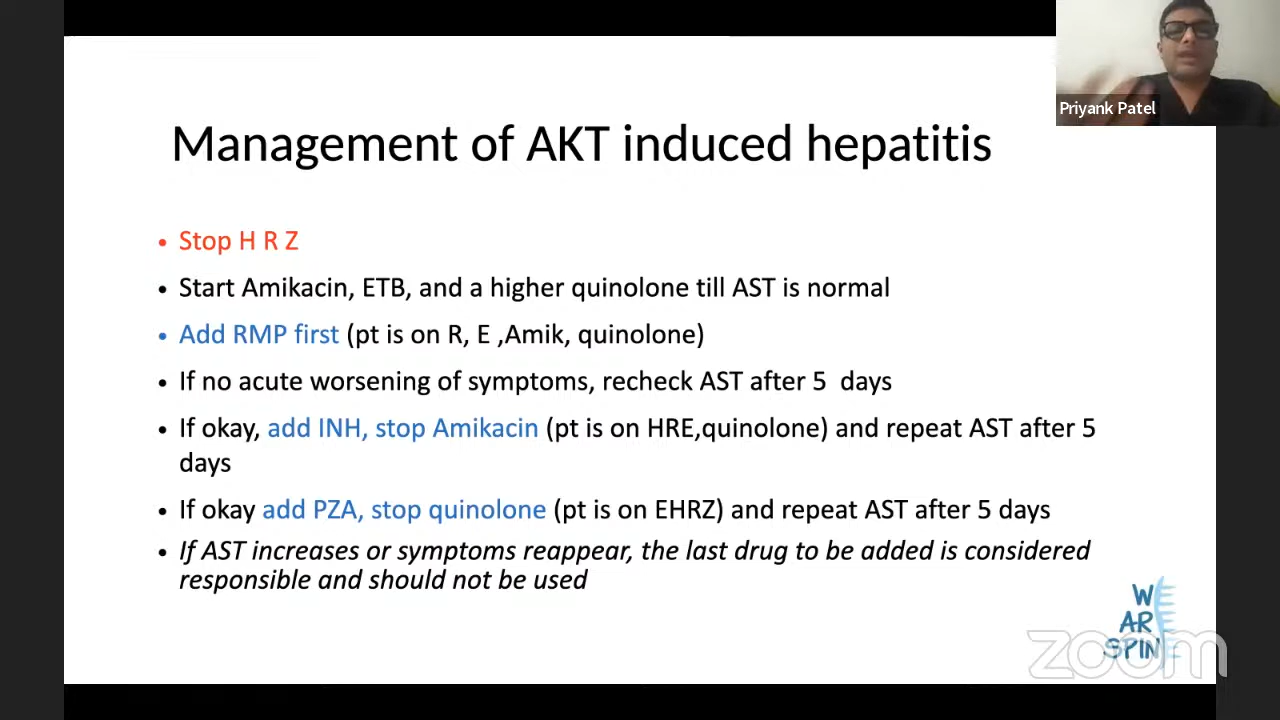 Priyank Patel
Management of AKT induced hepatitis
• Stop H R Z
• Start Amikacin, ETB, and a higher quinolone till AST is normal
• Add RMP first (pt is on R, E ,Amik, quinolone)
• If no acute worsening of symptoms, recheck AST after 5 days
• If okay, add INH, stop Amikacin (pt is on HRE,quinolone) and repeat AST after 5
days
• If okay add PZA, stop quinolone (pt is on EHRZ) and repeat AST after 5 days
• If AST increases or symptoms reappear, the last drug to be added is considered
responsible and should not be used
WE
AR
SPINE
zoom